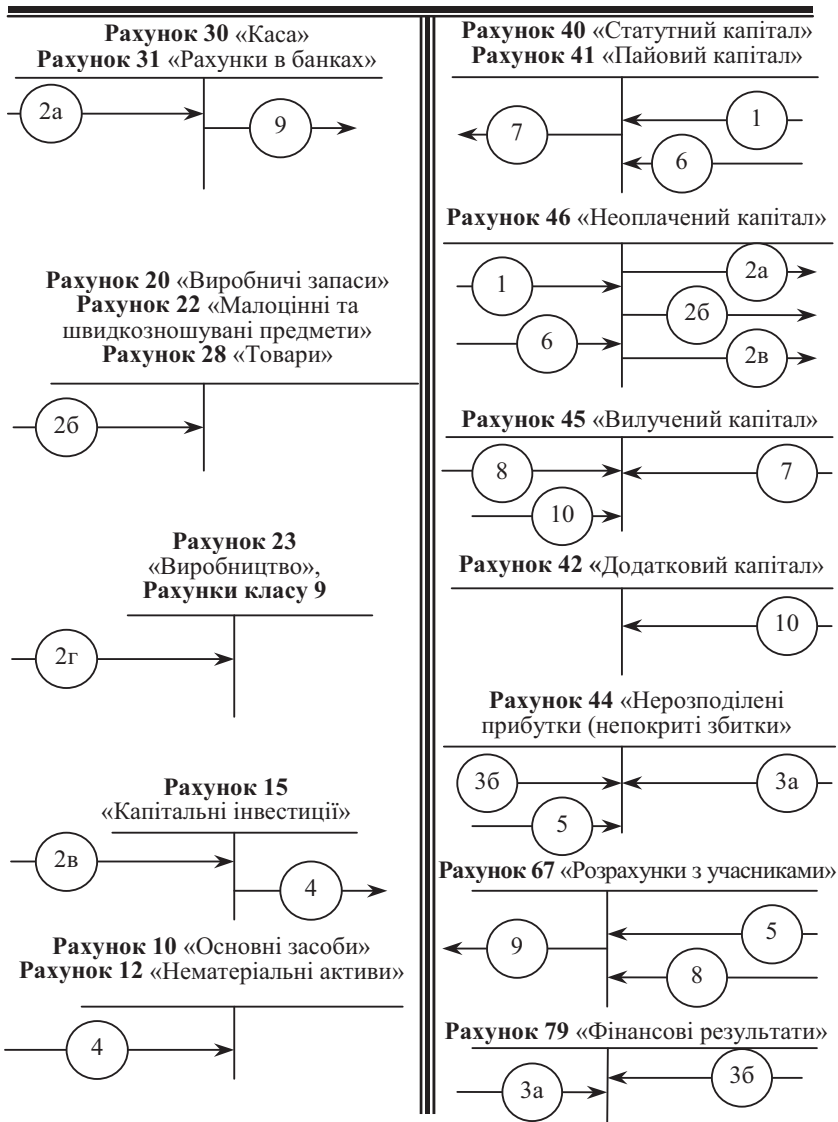 Рахунок 30 «Каса»
Рахунок 31 «Рахунки в банках»
2а
9
Рахунок 20 «Виробничі запаси»
Рахунок 22 «Малоцінні та
швидкозношувані предмети»
Рахунок 28 «Товари»
2б
Рахунок 23
«Виробництво»,
Рахунки класу 9
2г
Рахунок 15
«Капітальні інвестиції»
2в
4
Рахунок 10 «Основні засоби»
Рахунок 12 «Нематеріальні активи»
4
Рахунок 40 «Статутний капітал»
Рахунок 41 «Пайовий капітал»
7
1
6
Рахунок 46 «Неоплачений капітал»
1
2а
2б
6
2в
Рахунок 45 «Вилучений капітал»
8
7
10
Рахунок 42 «Додатковий капітал»
10
Рахунок 44 «Нерозподілені
прибутки (непокриті збитки»
3б
3а
5
Рахунок 67 «Розрахунки з учасниками»
9
5
8
Рахунок 79 «Фінансові результати»
3а
3б